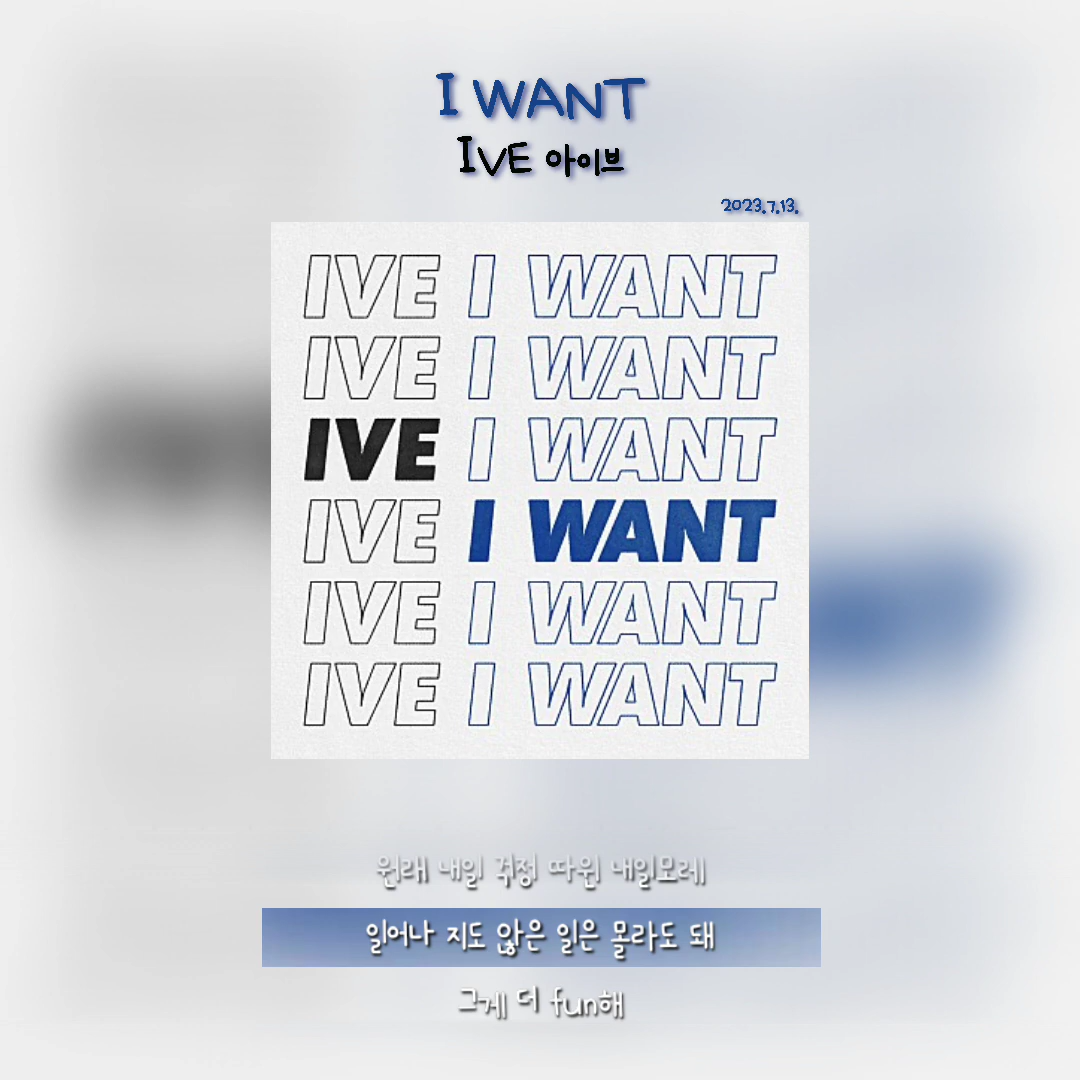 I WANT
IVE 아이브
2023.7.13.
IVE I WANT
IVE I WANT
IVE I WANT
IVE I WANT
IVE I WANT
IVE I WANT
원래 내일 걱정 따윈 내일모레
일어나 지도 않은 일은 몰라도 돼
그게 더 fun해